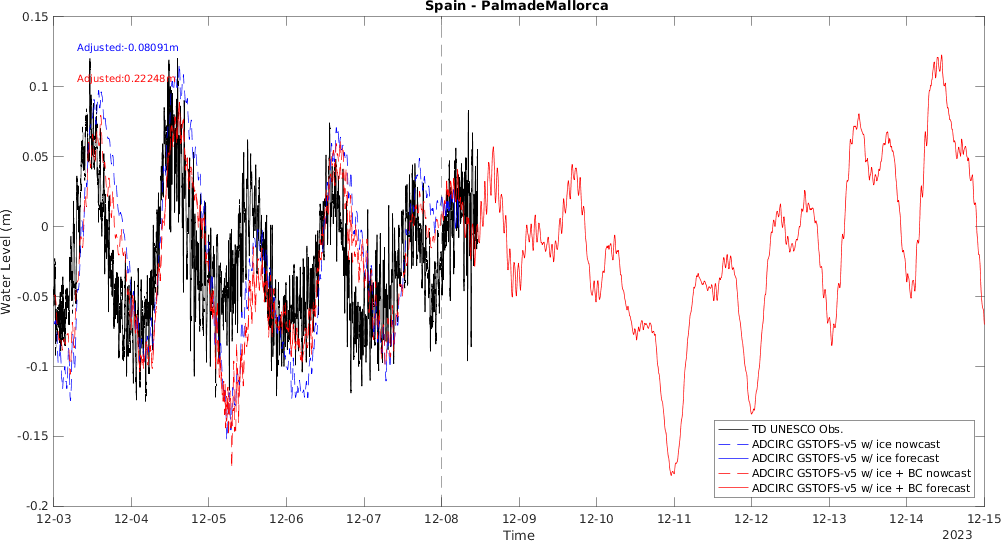 Spain - PalmadeMallorca
0.15
0.1
0.05
0
-0.05
-0.1
-0.15
-0.2
Water Level (m)
Adjusted:-0.08091m
Adjusted:0.22248m
TD UNESCO Obs.
ADCIRC GSTOFS-v5 w/ ice nowcast
ADCIRC GSTOFS-v5 w/ ice forecast
ADCIRC GSTOFS-v5 w/ ice + BC nowcast
ADCIRC GSTOFS-v5 w/ ice + BC forecast
12-03 12-04 12-05 12-06 12-07 12-08 12-09 12-10 12-11 12-12 12-13 12-14 12-15
Time
2023